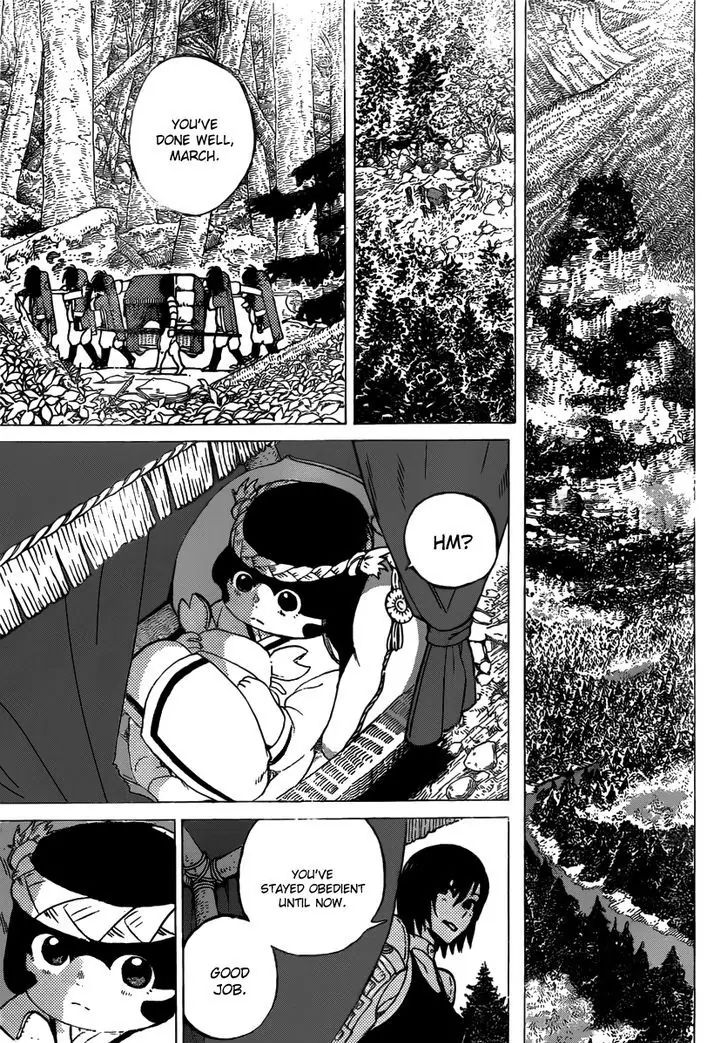 YOU'VE
DONE WELL,
MARCH.
HM?
YOU'VE
STAYED OBEDIENT
UNTIL NOW.
GOOD
JOB.